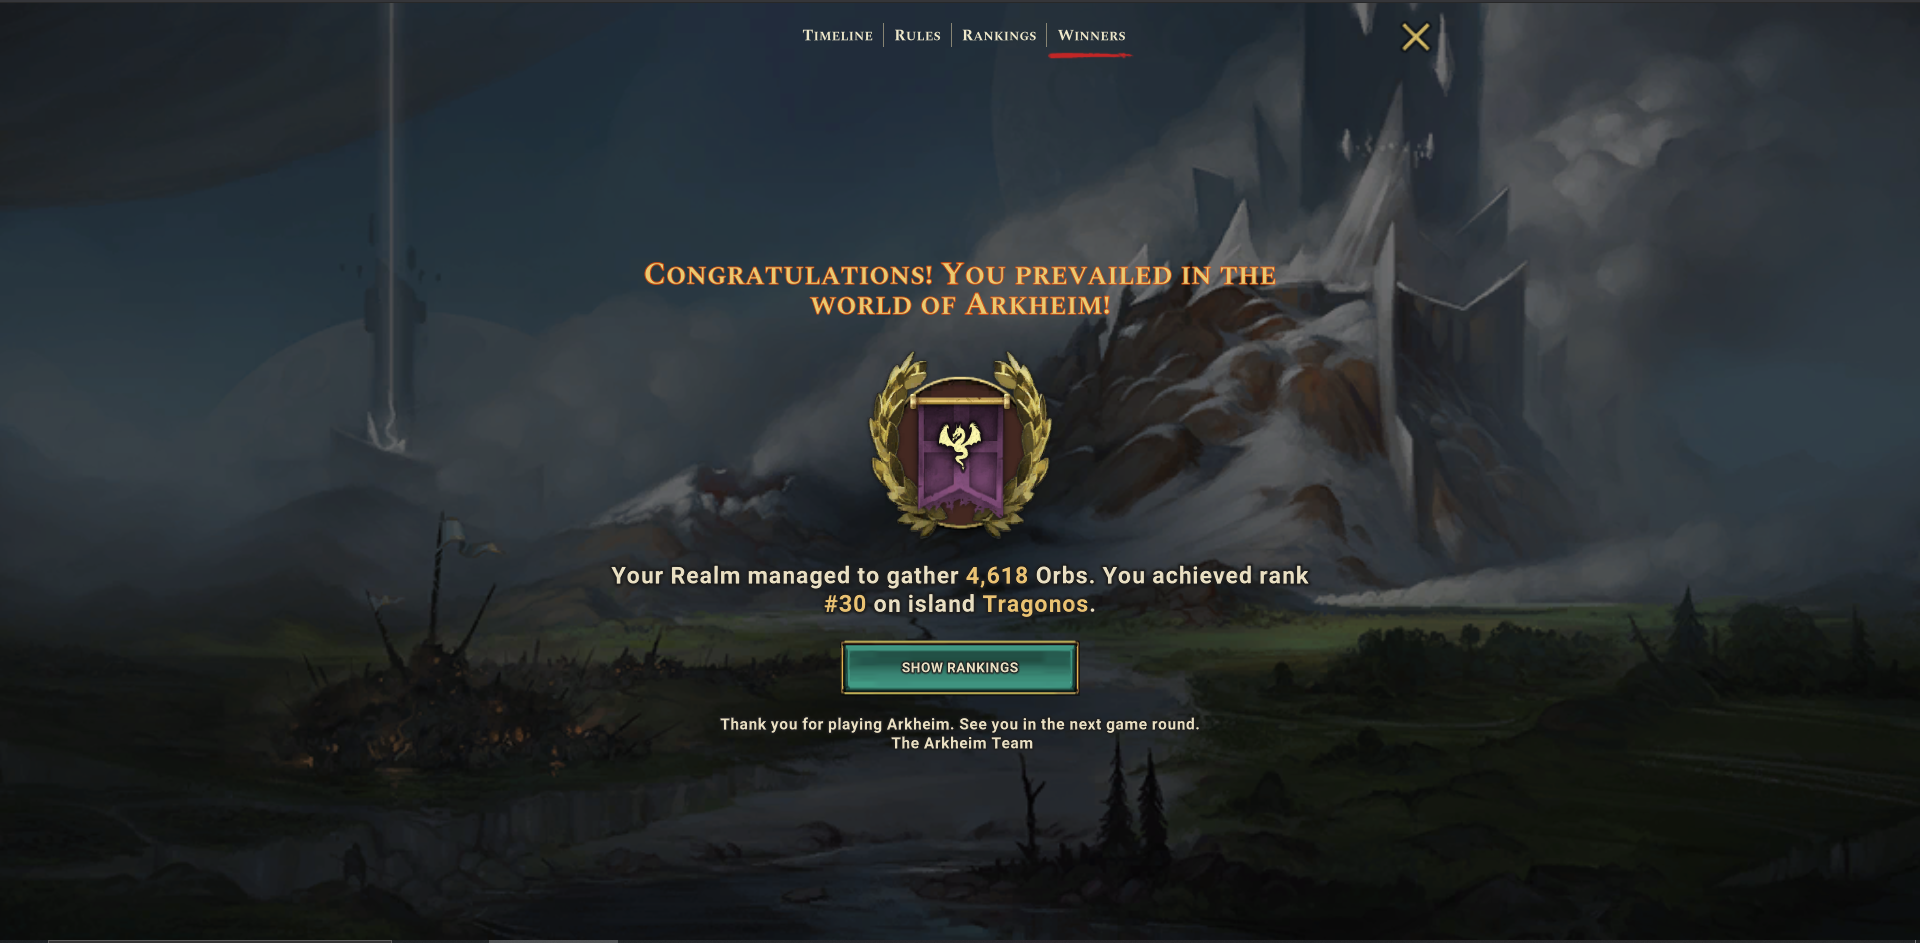 Timeline
Rules
Rankings
Winners
Congratulations! You prevailed in the
world of Arkheim!
Your Realm managed to gather 4,618 Orbs. You achieved rank
#30 on island Tragonos.
SHOW RANKINGS
Thank you for playing Arkheim. See you in the next game round.
The Arkheim Team